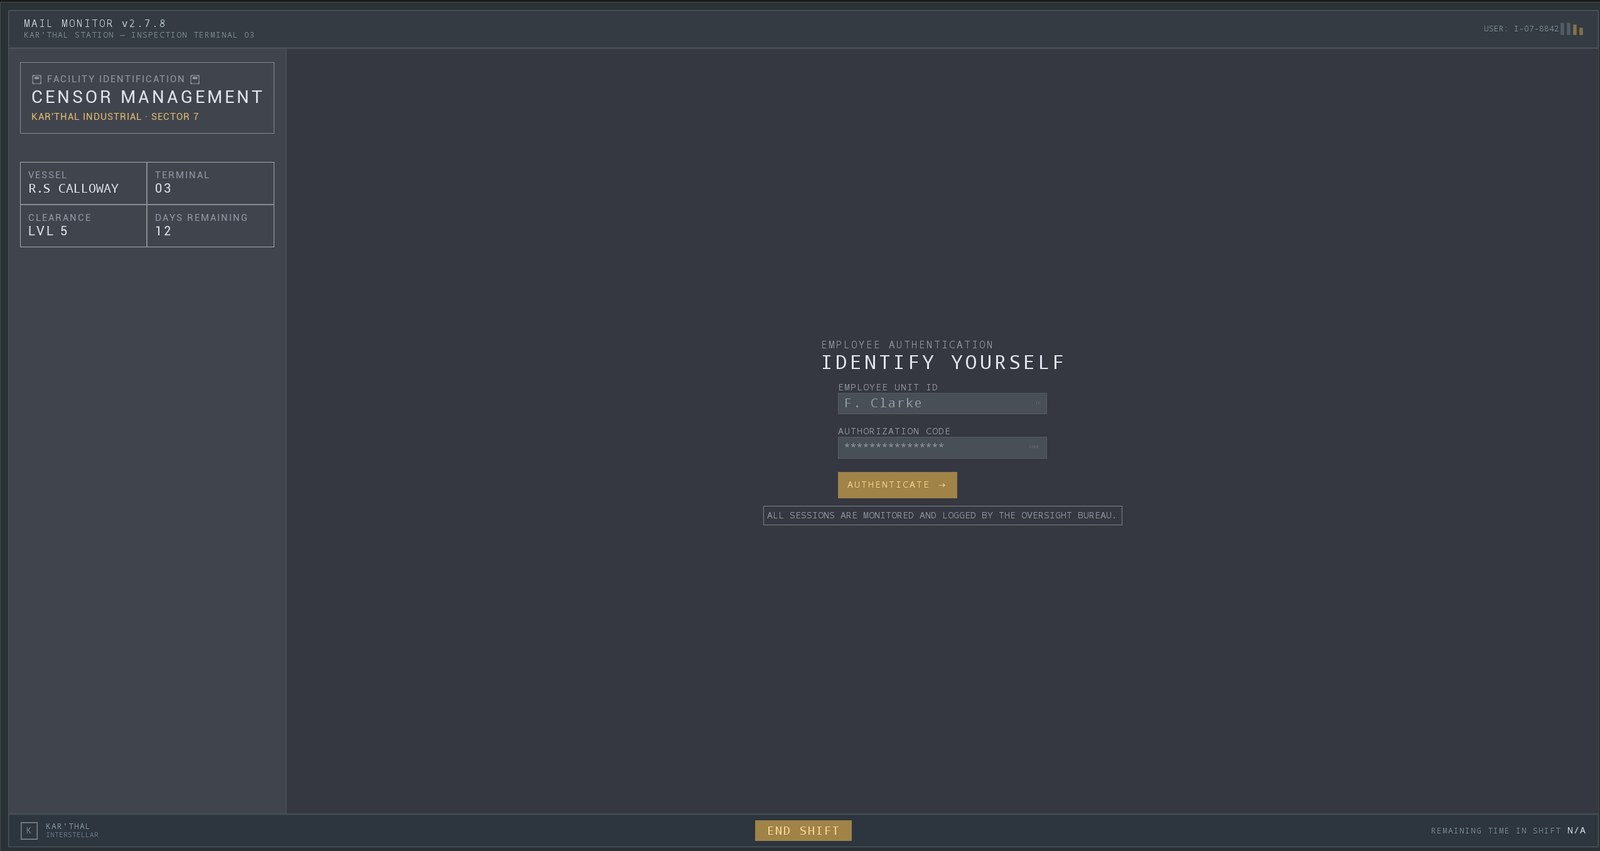 MAIL MONITOR v2.7.8
KAR'THAL STATION — INSPECTION TERMINAL 03
USER: I-07-8842
FACILITY IDENTIFICATION
CENSOR MANAGEMENT
KAR'THAL INDUSTRIAL · SECTOR 7
VESSEL
R.S CALLOWAY
TERMINAL
03
CLEARANCE
LVL 5
DAYS REMAINING
12
EMPLOYEE AUTHENTICATION
IDENTIFY YOURSELF
EMPLOYEE UNIT ID
F. Clarke
AUTHORIZATION CODE
****************
AUTHENTICATE →
ALL SESSIONS ARE MONITORED AND LOGGED BY THE OVERSIGHT BUREAU.
K
KAR'THAL
INTERSTELLAR
END SHIFT
REMAINING TIME IN SHIFT N/A